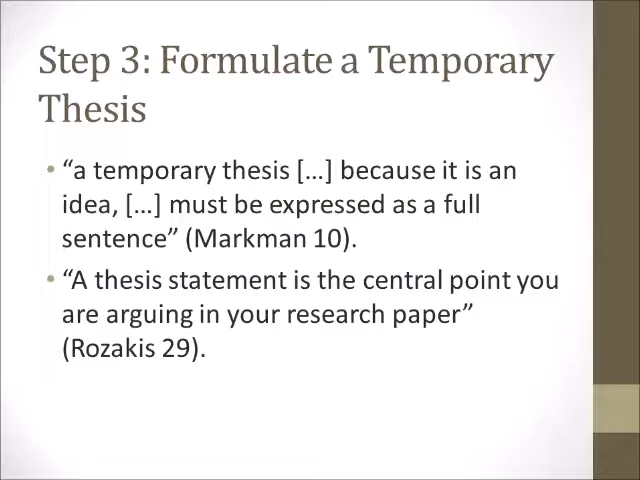 Step 3: Formulate a Temporary
Thesis
• “a temporary thesis […] because it is an
idea, […] must be expressed as a full
sentence” (Markman 10).
• “A thesis statement is the central point you
are arguing in your research paper”
(Rozakis 29).